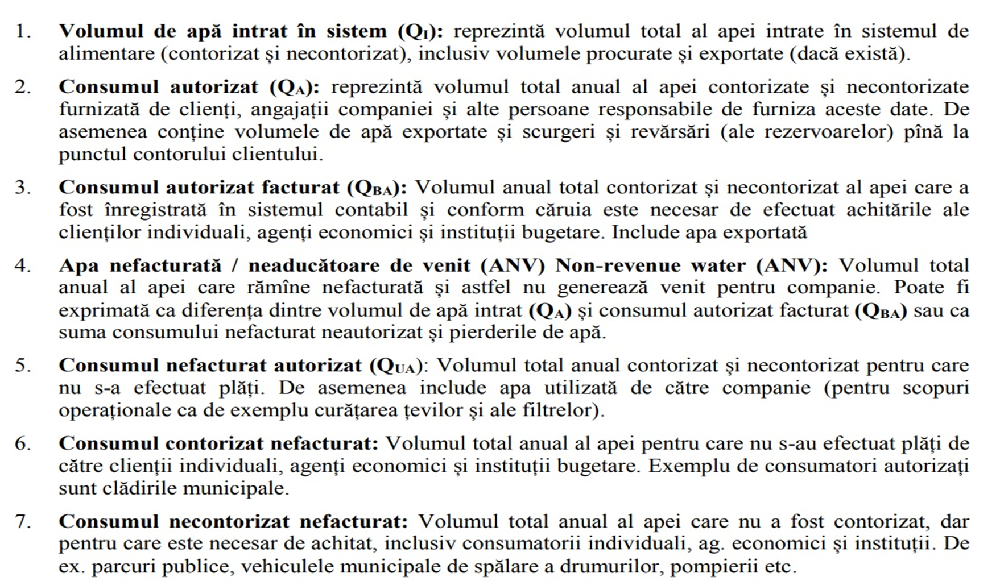 1. Volumul de apă intrat în sistem (QI): reprezintă volumul total al apei intrate în sistemul de
alimentare (contorizat și necontorizat), inclusiv volumele procurate și exportate (dacă există).
2. Consumul autorizat (QA): reprezintă volumul total anual al apei contorizate și necontorizate
furnizată de clienți, angajații companiei și alte persoane responsabile de furniza aceste date. De
asemenea conține volumele de apă exportate și scurgeri și revărsări (ale rezervoarelor) pînă la
punctul contorului clientului.
3. Consumul autorizat facturat (QBA): Volumul anual total contorizat și necontorizat al apei care a
fost înregistrată în sistemul contabil și conform căruia este necesar de efectuat achitările ale
clienților individuali, agenți economici și instituții bugetare. Include apa exportată
4. Apa nefacturată / neaducătoare de venit (ANV) Non-revenue water (ANV): Volumul total
anual al apei care rămîne nefacturată și astfel nu generează venit pentru companie. Poate fi
exprimată ca diferența dintre volumul de apă intrat (QA) și consumul autorizat facturat (QBA) sau ca
suma consumului nefacturat neautorizat și pierderile de apă.
5. Consumul nefacturat autorizat (QUA): Volumul total anual contorizat și necontorizat pentru care
nu s-a efectuat plăți. De asemenea include apa utilizată de către companie (pentru scopuri
operaționale ca de exemplu curățarea țevilor și ale filtrelor).
6. Consumul contorizat nefacturat: Volumul total anual al apei pentru care nu s-au efectuat plăți de
către clienții individuali, agenți economici și instituții bugetare. Exemplu de consumatori autorizați
sunt clădirile municipale.
7. Consumul necontorizat nefacturat: Volumul total anual al apei care nu a fost contorizat, dar
pentru care este necesar de achitat, inclusiv consumatorii individuali, ag. economici și instituții. De
ex. parcuri publice, vehiculele municipale de spălare a drumurilor, pompierii etc.